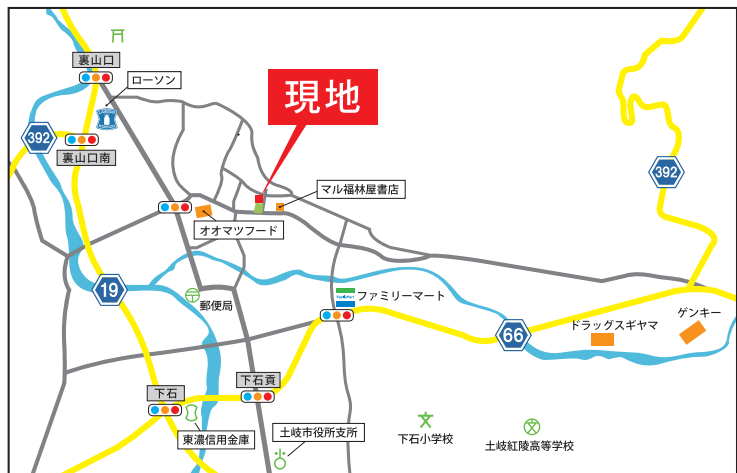 裏山口
ローソン
現地
392
裏山口南
392
マル福林屋書店
オオマツフード
19
郵便局
FamilyMart
ファミリーマート
ゲンキー
ドラッグスギヤマ
66
下石
下石貢
東濃信用金庫
土岐市役所支所
下石小学校
土岐紅陵高等学校